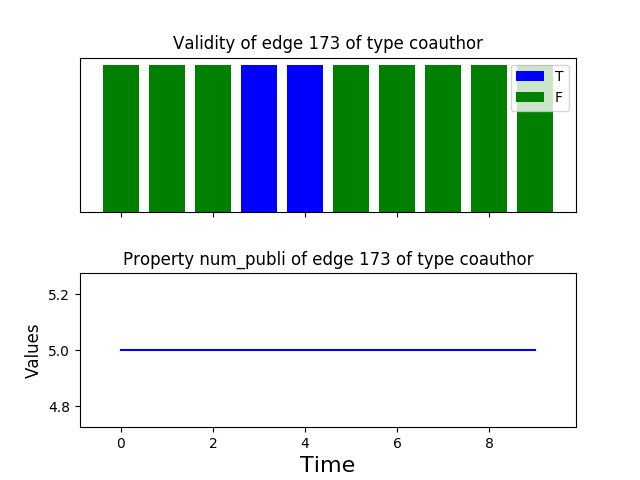 Validity of edge 173 of type coauthor
T
F
Property num_publi of edge 173 of type coauthor
5.2
5.0
4.8
Values
0 2 4 6 8
Time